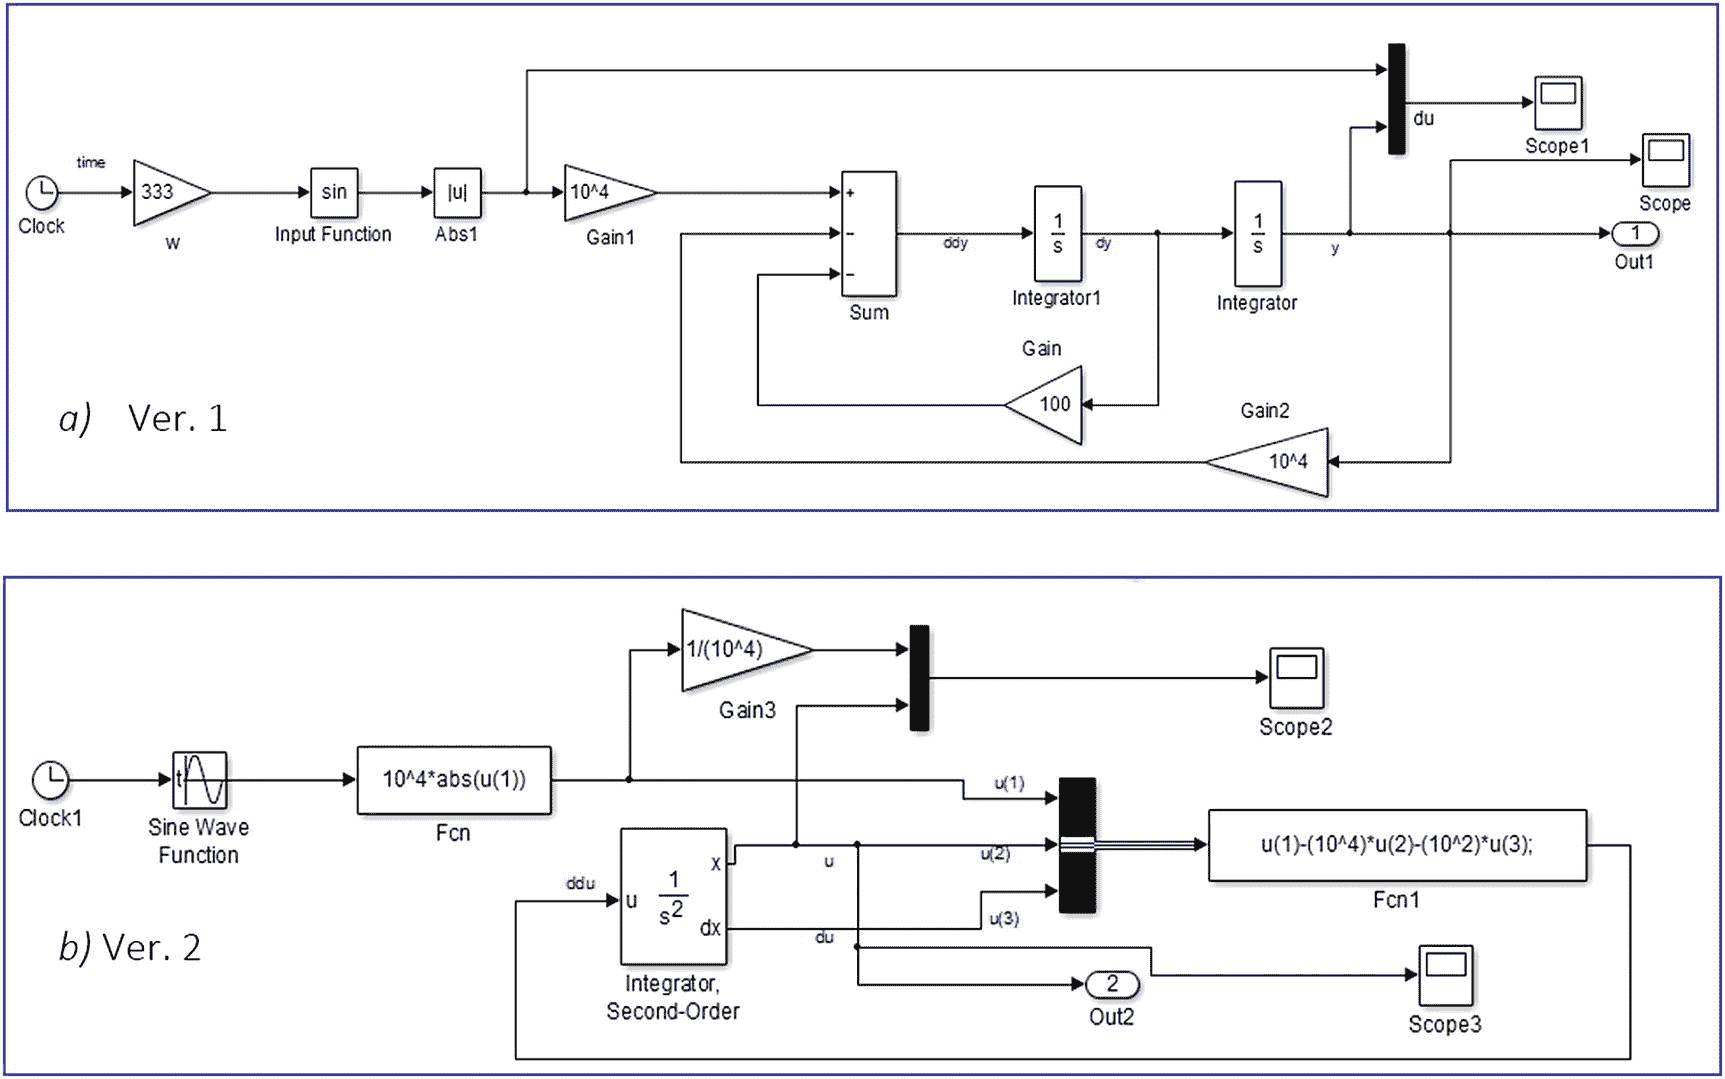 du
Scope1
time
333
sin
|u|
10^4
Scope
Clock
w
Input Function
Abs1
Gain1
+
−
−
Sum
ddy
1
s
Integrator1
dy
1
s
Integrator
y
1
Out1
Gain
100
Gain2
10^4
a) Ver. 1
1/(10^4)
Gain3
Scope2
Clock1
t
Sine Wave
Function
10^4*abs(u(1))
Fcn
u(1)
u(2)
u(3)
u(1)-(10^4)*u(2)-(10^2)*u(3);
Fcn1
ddu
u
1
s2
x
dx
u
du
Integrator,
Second-Order
b) Ver. 2
2
Out2
Scope3